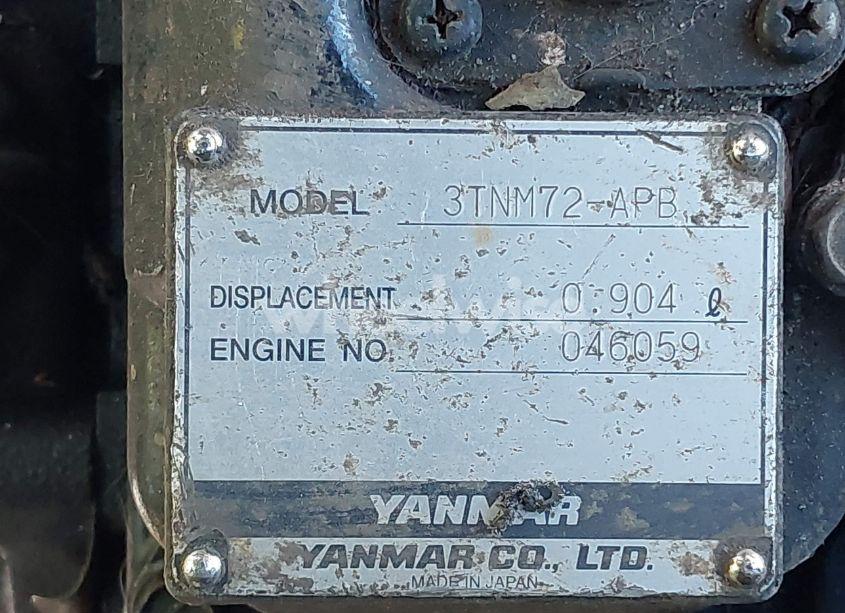 MODEL 3TNM72-APB
DISPLACEMENT 0.904 ℓ
ENGINE NO. 046059
YANMAR
YANMAR CO., LTD.
MADE IN JAPAN